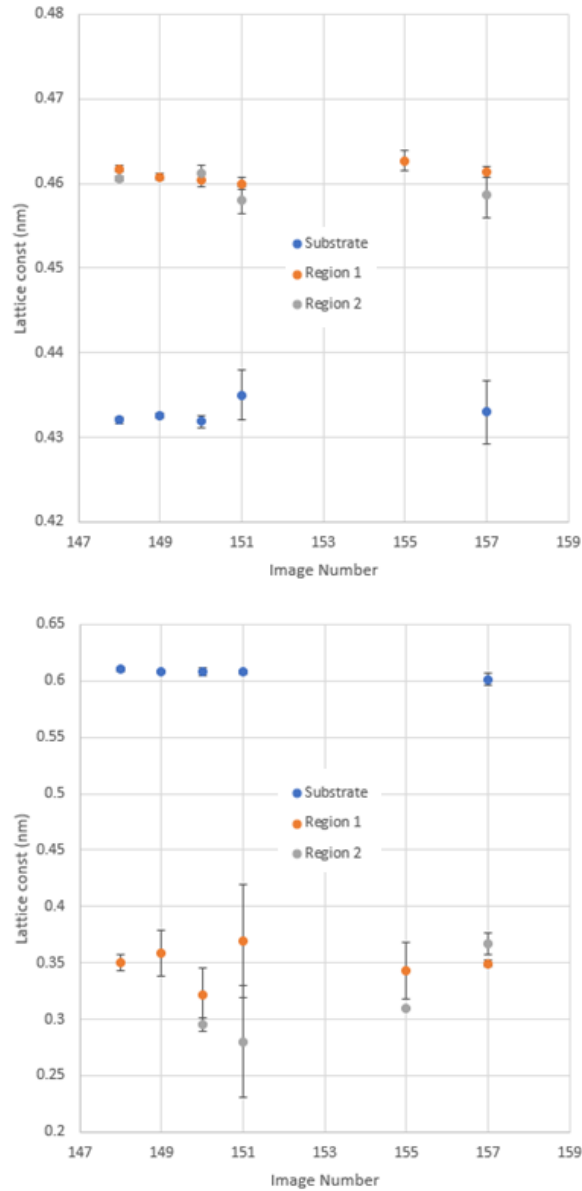 0.48
0.47
0.46
0.45
0.44
0.43
0.42
Lattice const (nm)
Substrate
Region 1
Region 2
147 149 151 153 155 157 159
Image Number
0.65
0.6
0.55
0.5
0.45
0.4
0.35
0.3
0.25
0.2
Lattice const (nm)
Substrate
Region 1
Region 2
147 149 151 153 155 157 159
Image Number